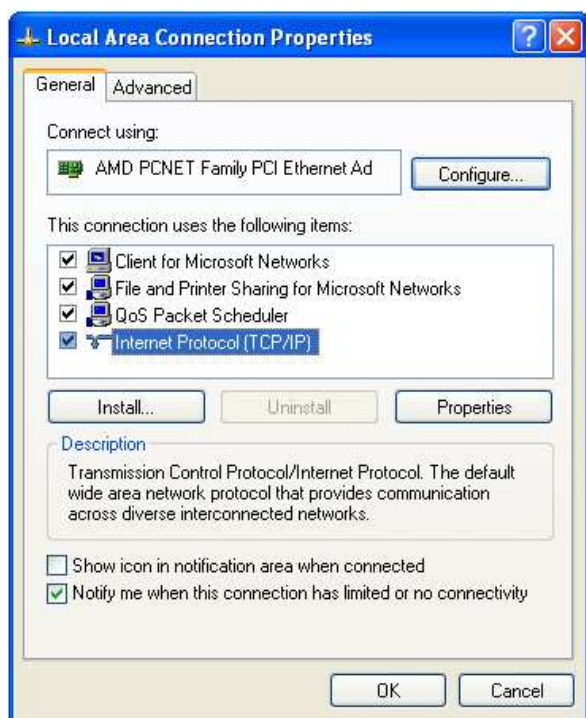 Local Area Connection Properties
General
Advanced
Connect using:
AMD PCNET Family PCI Ethernet Ad
Configure...
This connection uses the following items:
Client for Microsoft Networks
File and Printer Sharing for Microsoft Networks
QoS Packet Scheduler
Internet Protocol (TCP/IP)
Install...
Uninstall
Properties
Description
Transmission Control Protocol/Internet Protocol. The default
wide area network protocol that provides communication
across diverse interconnected networks.
Show icon in notification area when connected
Notify me when this connection has limited or no connectivity
OK
Cancel